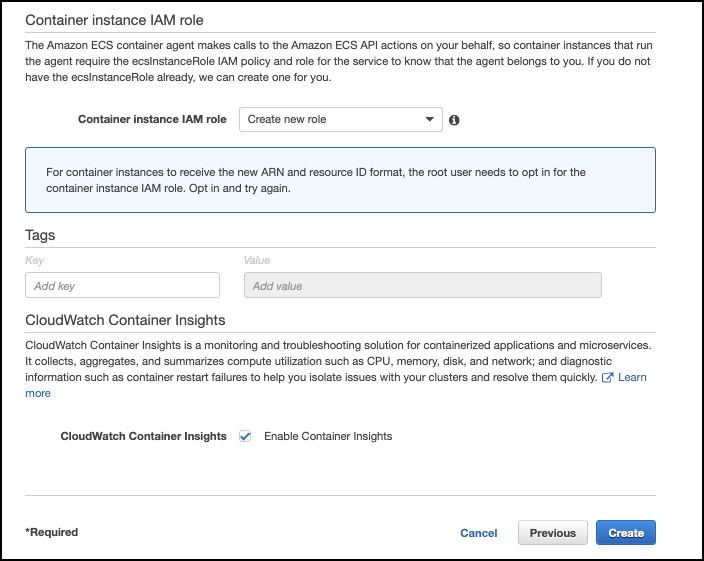 Container instance IAM role
The Amazon ECS container agent makes calls to the Amazon ECS API actions on your behalf, so container instances that run
the agent require the ecsInstanceRole IAM policy and role for the service to know that the agent belongs to you. If you do not
have the ecsInstanceRole already, we can create one for you.
Container instance IAM role Create new role
For container instances to receive the new ARN and resource ID format, the root user needs to opt in for the
container instance IAM role. Opt in and try again.
Tags
Key Value
Add key Add value
CloudWatch Container Insights
CloudWatch Container Insights is a monitoring and troubleshooting solution for containerized applications and microservices.
It collects, aggregates, and summarizes compute utilization such as CPU, memory, disk, and network; and diagnostic
information such as container restart failures to help you isolate issues with your clusters and resolve them quickly. Learn
more
CloudWatch Container Insights Enable Container Insights
*Required Cancel Previous Create